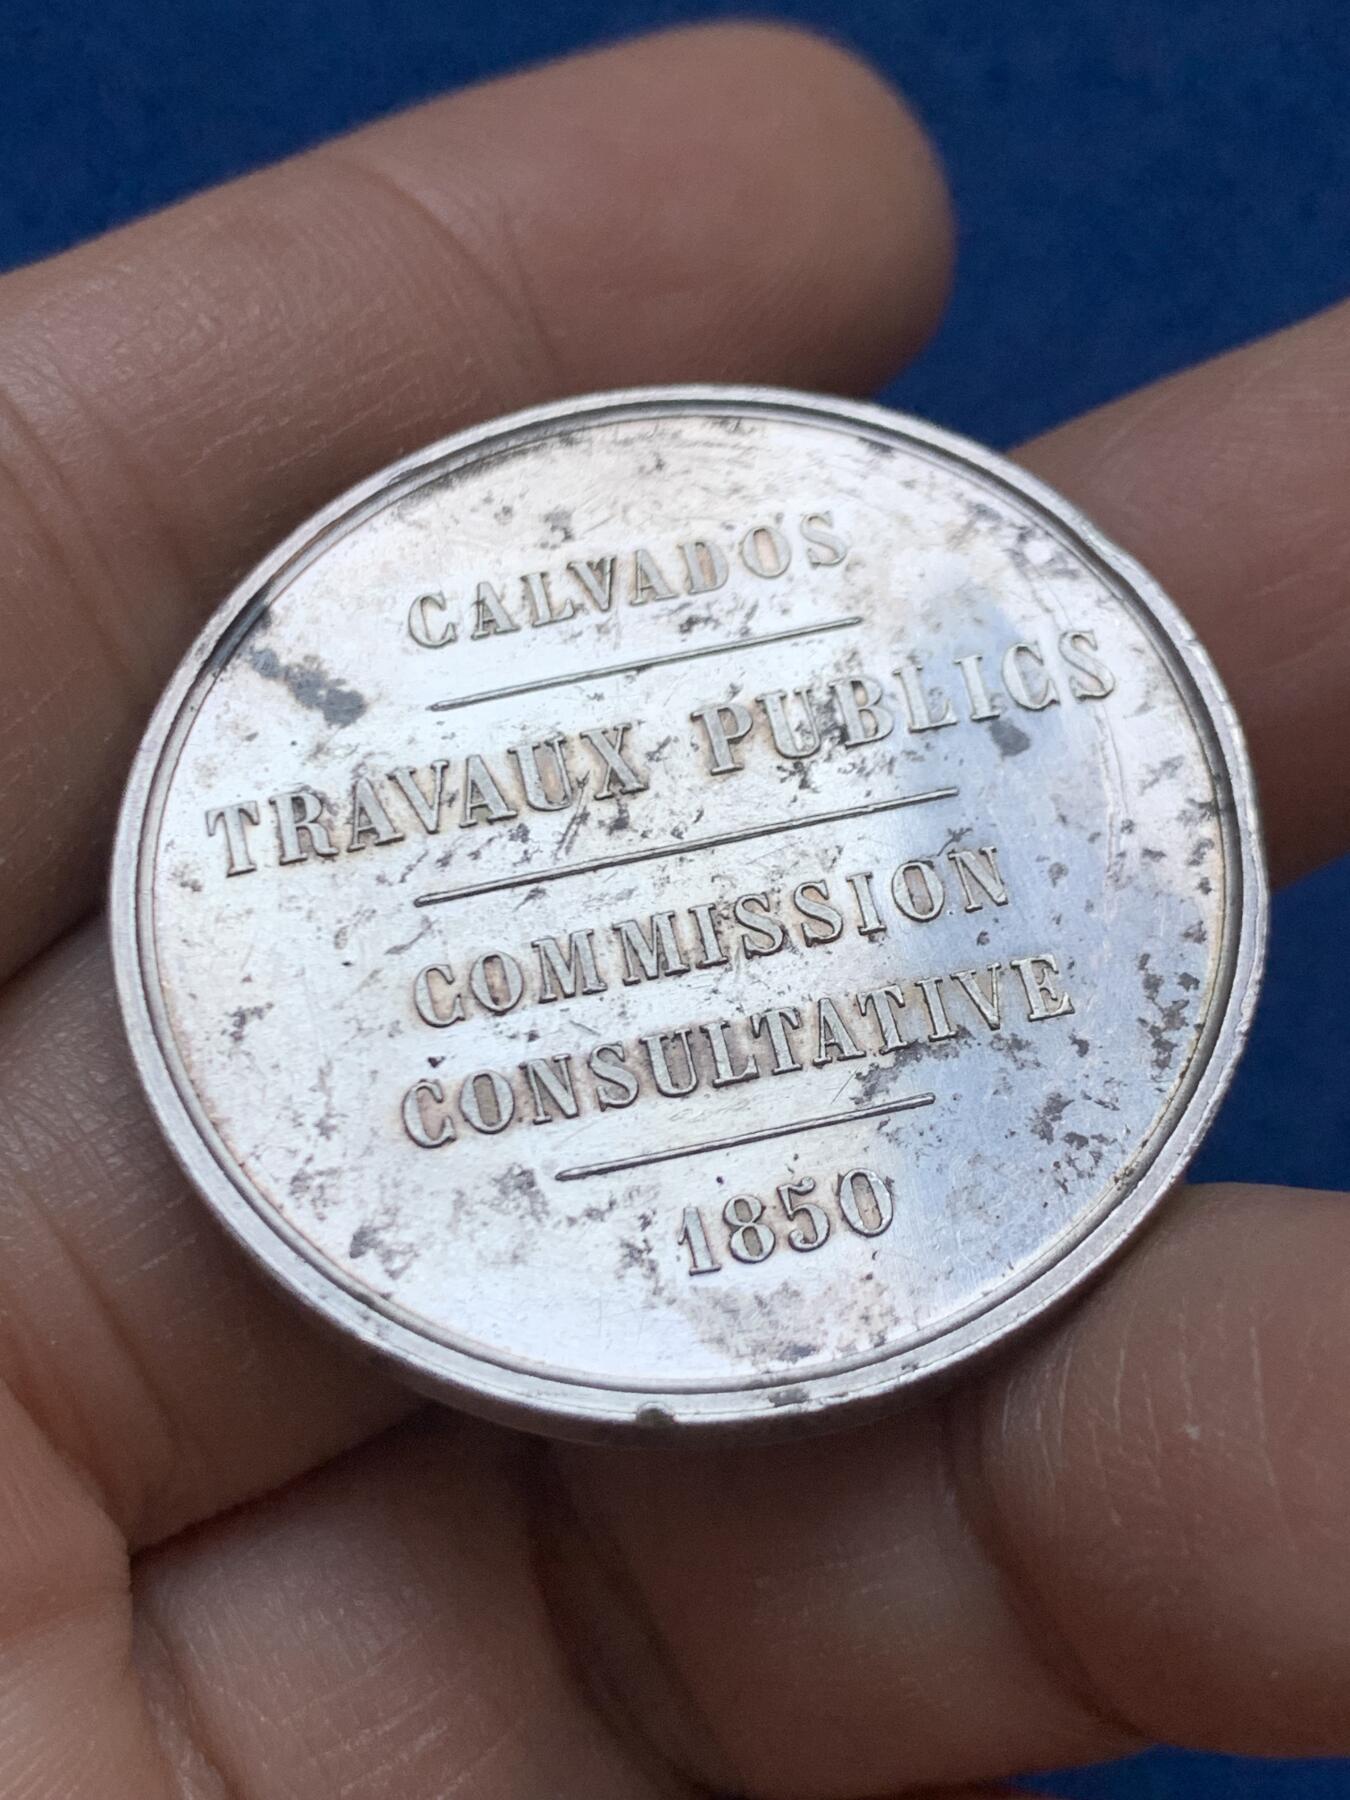 CALVADOS
TRAVAUX PUBLICS
COMMISSION
CONSULTATIVE
1850